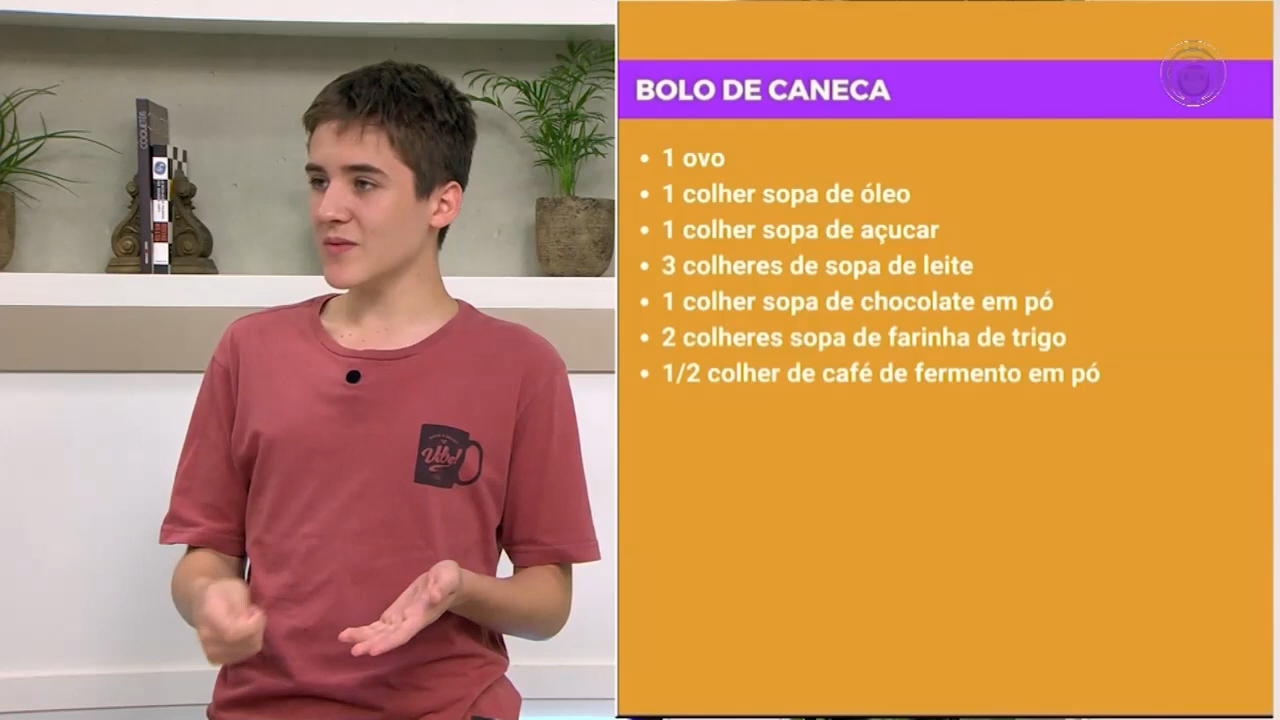 BOLO DE CANECA
• 1 ovo
• 1 colher sopa de óleo
• 1 colher sopa de açucar
• 3 colheres de sopa de leite
• 1 colher sopa de chocolate em pó
• 2 colheres sopa de farinha de trigo
• 1/2 colher de café de fermento em pó
Vibe!